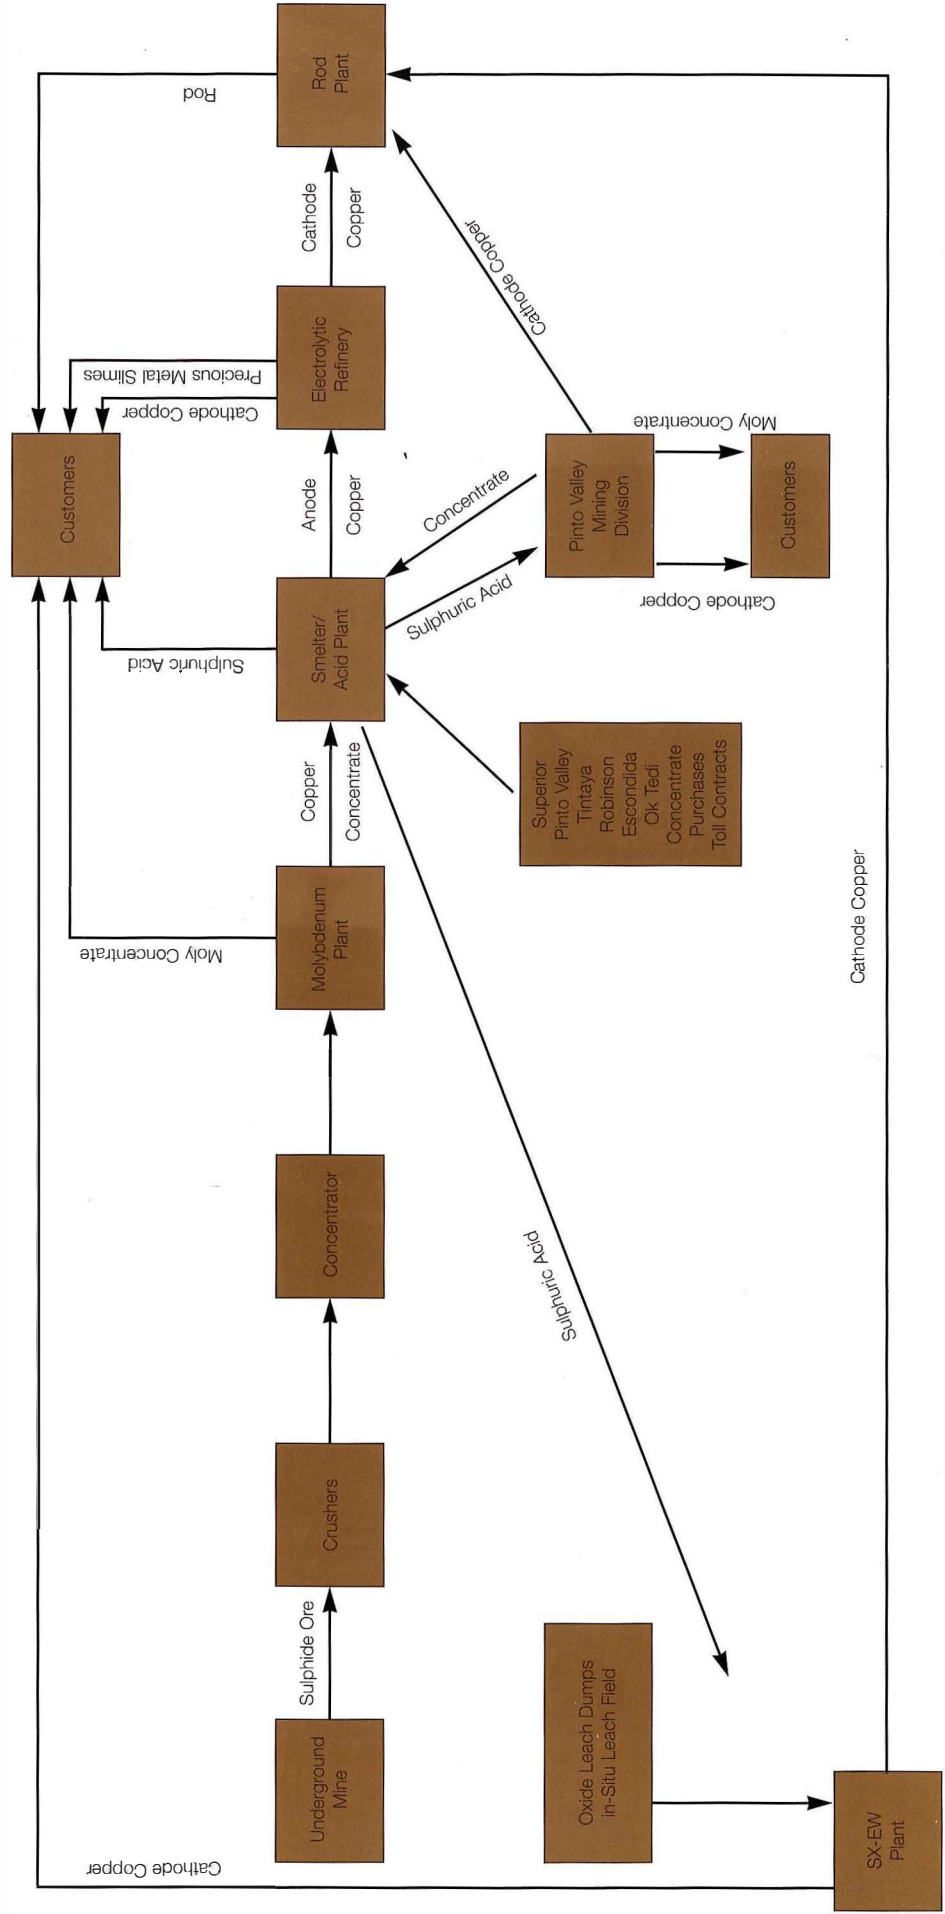 Underground
Mine
Sulphide Ore
Crushers
Concentrator
Molybdenum
Plant
Moly Concentrate
Copper
Concentrate
Smelter/
Acid Plant
Sulphuric Acid
Anode
Copper
Electrolytic
Refinery
Cathode Copper
Precious Metal Slimes
Cathode
Copper
Rod
Plant
Rod
Customers
Cathode Copper
Oxide Leach Dumps
in-Situ Leach Field
SX-EW
Plant
Sulphuric Acid
Superior
Pinto Valley
Tintaya
Robinson
Escondida
Ok Tedi
Concentrate
Purchases
Toll Contracts
Sulphuric Acid
Concentrate
Pinto Valley
Mining
Division
Cathode Copper
Moly Concentrate
Customers
Cathode Copper
Cathode Copper